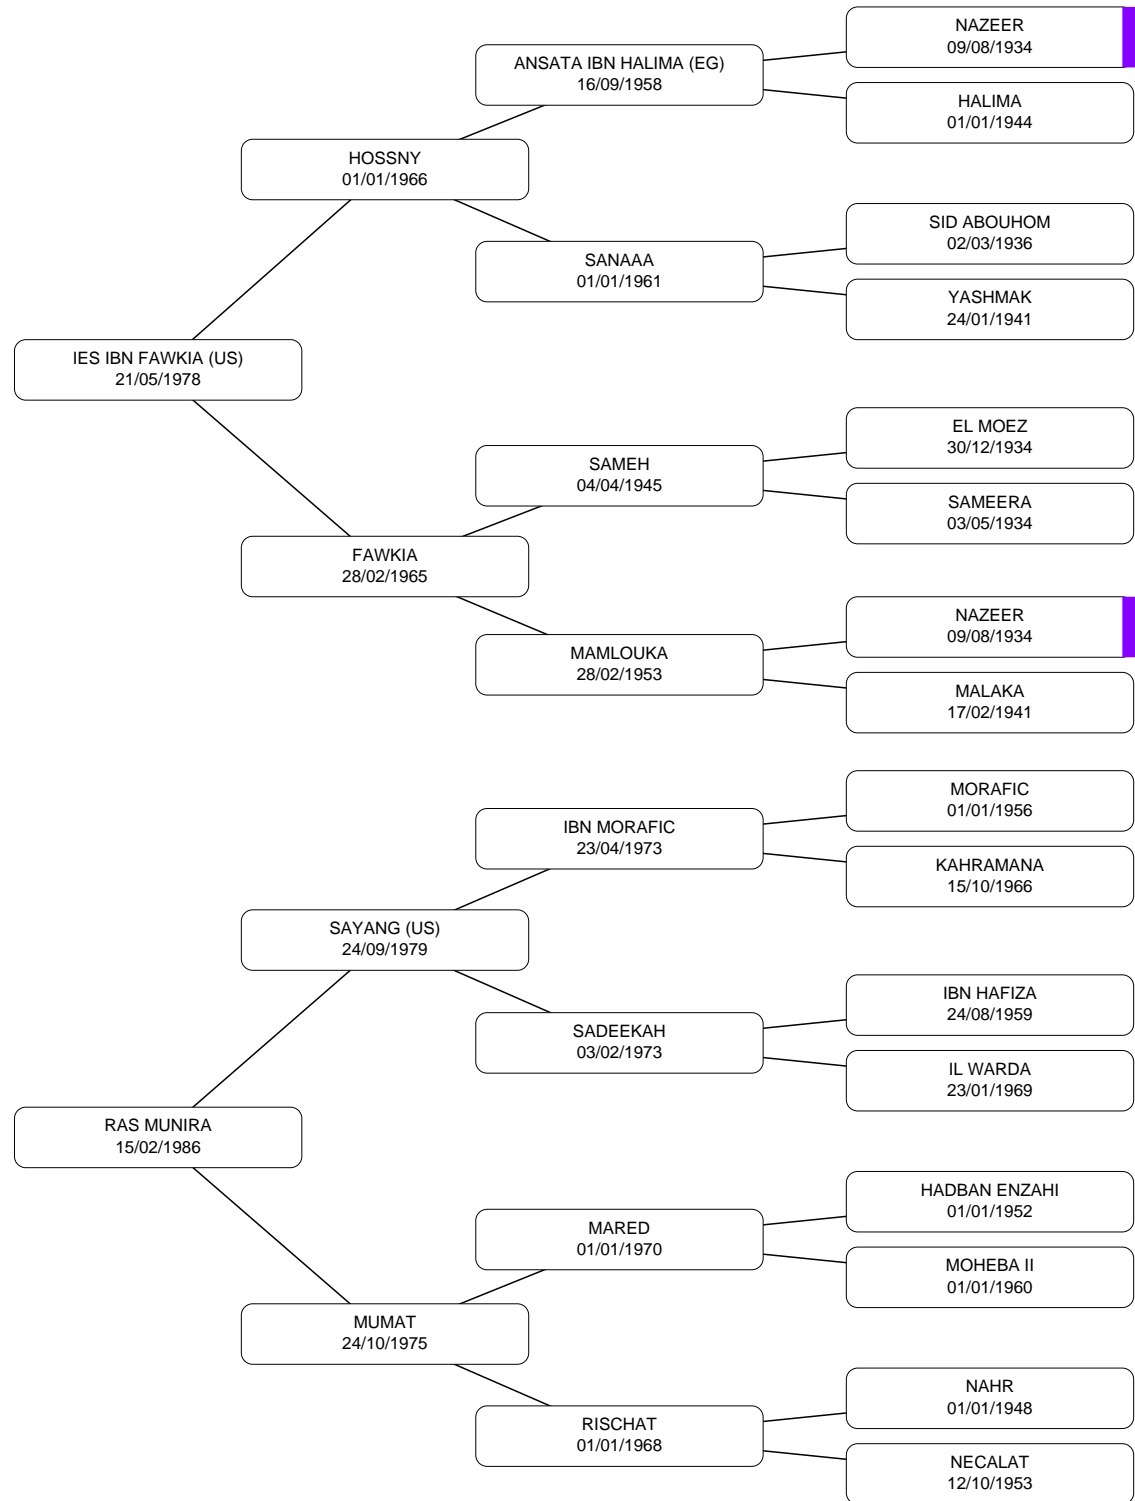 NAZEER
09/08/1934
ANSATA IBN HALIMA (EG)
16/09/1958
HALIMA
01/01/1944
HOSSNY
01/01/1966
SID ABOUHOM
02/03/1936
SANAAA
01/01/1961
YASHMAK
24/01/1941
IES IBN FAWKIA (US)
21/05/1978
EL MOEZ
30/12/1934
SAMEH
04/04/1945
SAMEERA
03/05/1934
FAWKIA
28/02/1965
NAZEER
09/08/1934
MAMLOUKA
28/02/1953
MALAKA
17/02/1941
MORAFIC
01/01/1956
IBN MORAFIC
23/04/1973
KAHRAMANA
15/10/1966
SAYANG (US)
24/09/1979
IBN HAFIZA
24/08/1959
SADEEKAH
03/02/1973
IL WARDA
23/01/1969
RAS MUNIRA
15/02/1986
HADBAN ENZAHI
01/01/1952
MARED
01/01/1970
MOHEBA II
01/01/1960
MUMAT
24/10/1975
NAHR
01/01/1948
RISCHAT
01/01/1968
NECALAT
12/10/1953